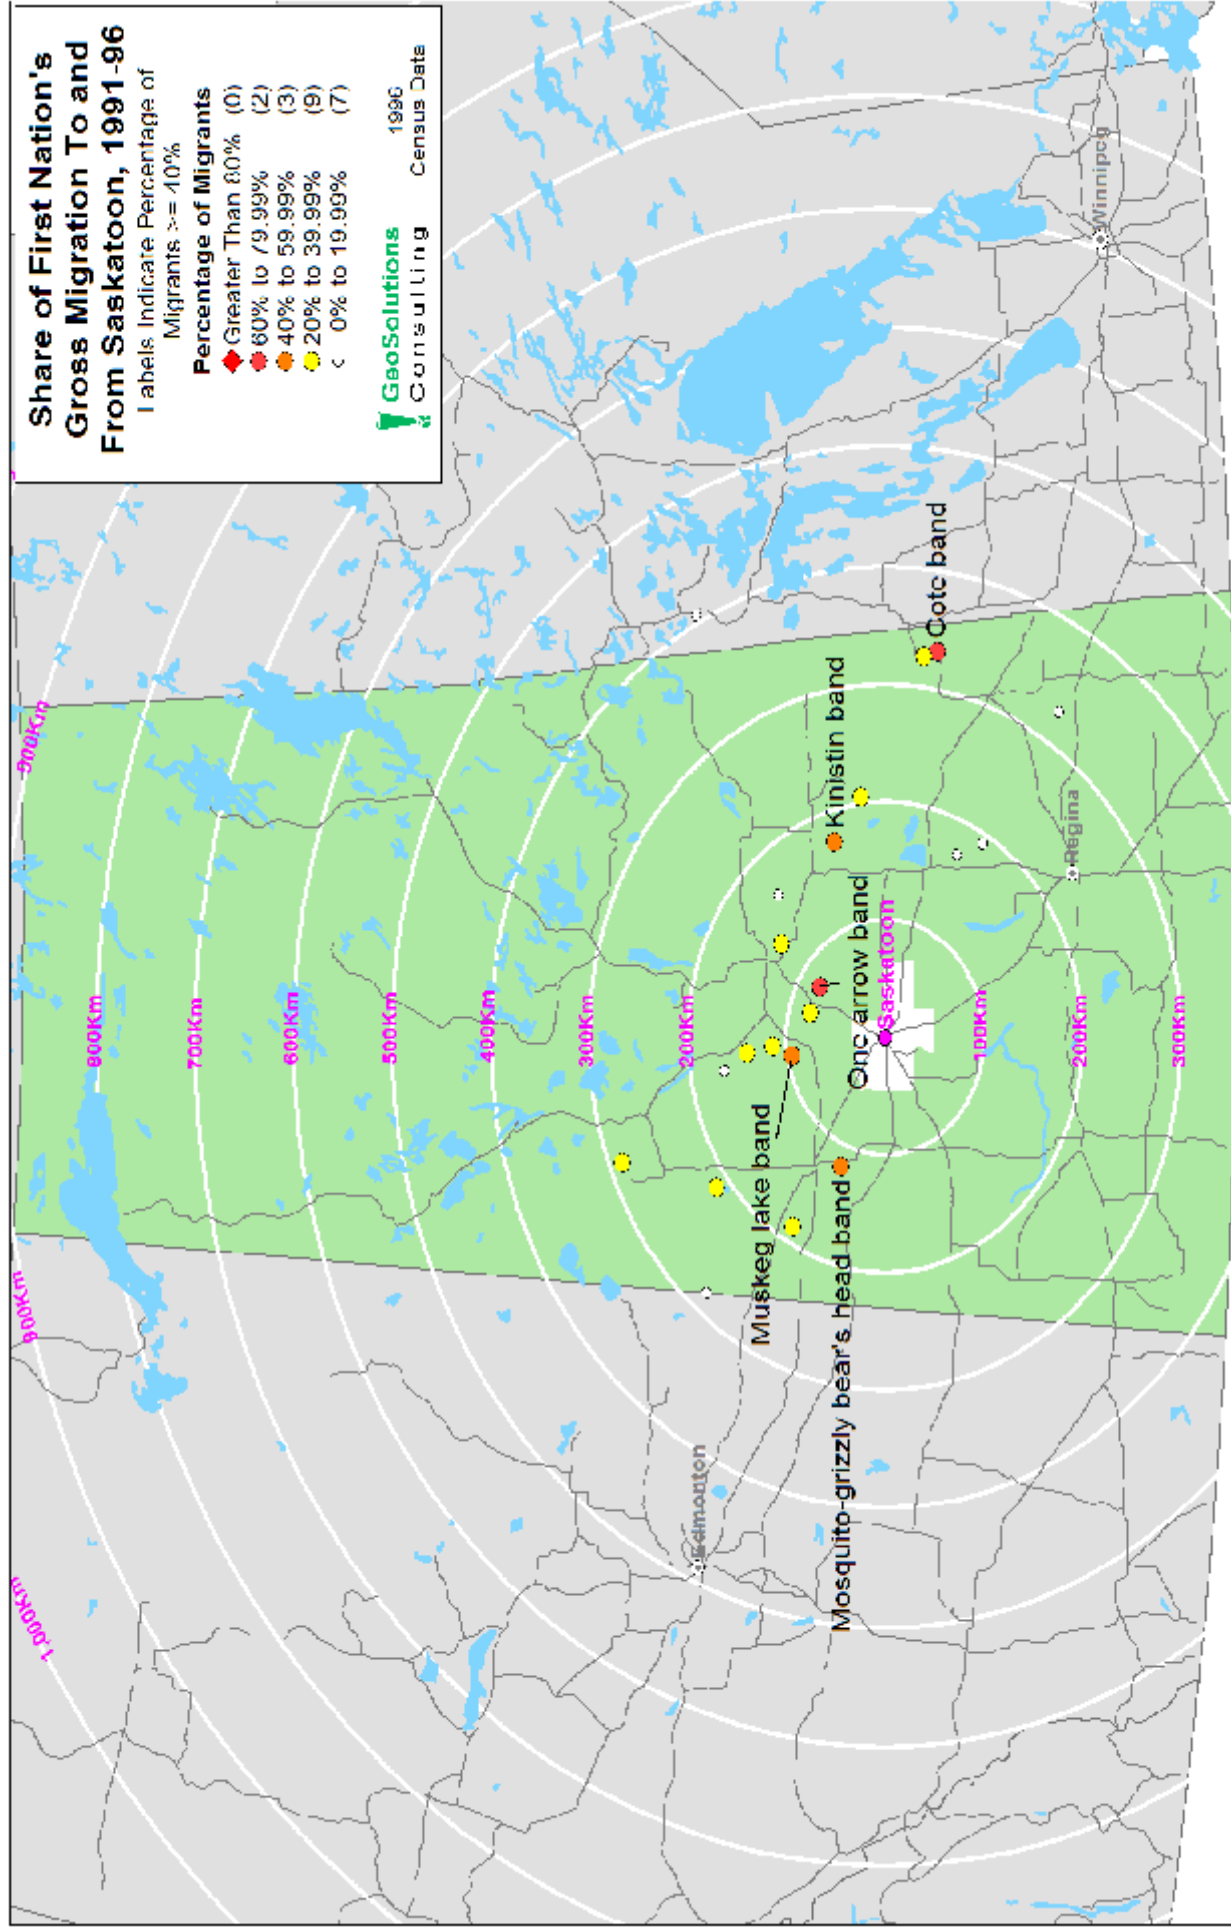 Share of First Nation's
Gross Migration To and
From Saskatoon, 1991-96
Labels Indicate Percentage of
Migrants >= 40%
Percentage of Migrants
Greater Than 80% (0)
60% to 79.99% (2)
40% to 59.99% (3)
20% to 39.99% (9)
0% to 19.99% (7)
GeoSolutions
Consulting
1996
Census Data
1,000Km
900Km
900Km
800Km
700Km
600Km
500Km
400Km
300Km
200Km
Edmonton
Muskeg lake band
Mosquito-grizzly bear's head band
One arrow band
Kinistin band
Cote band
Saskatoon
100Km
200Km
300Km
Regina
Winnipeg